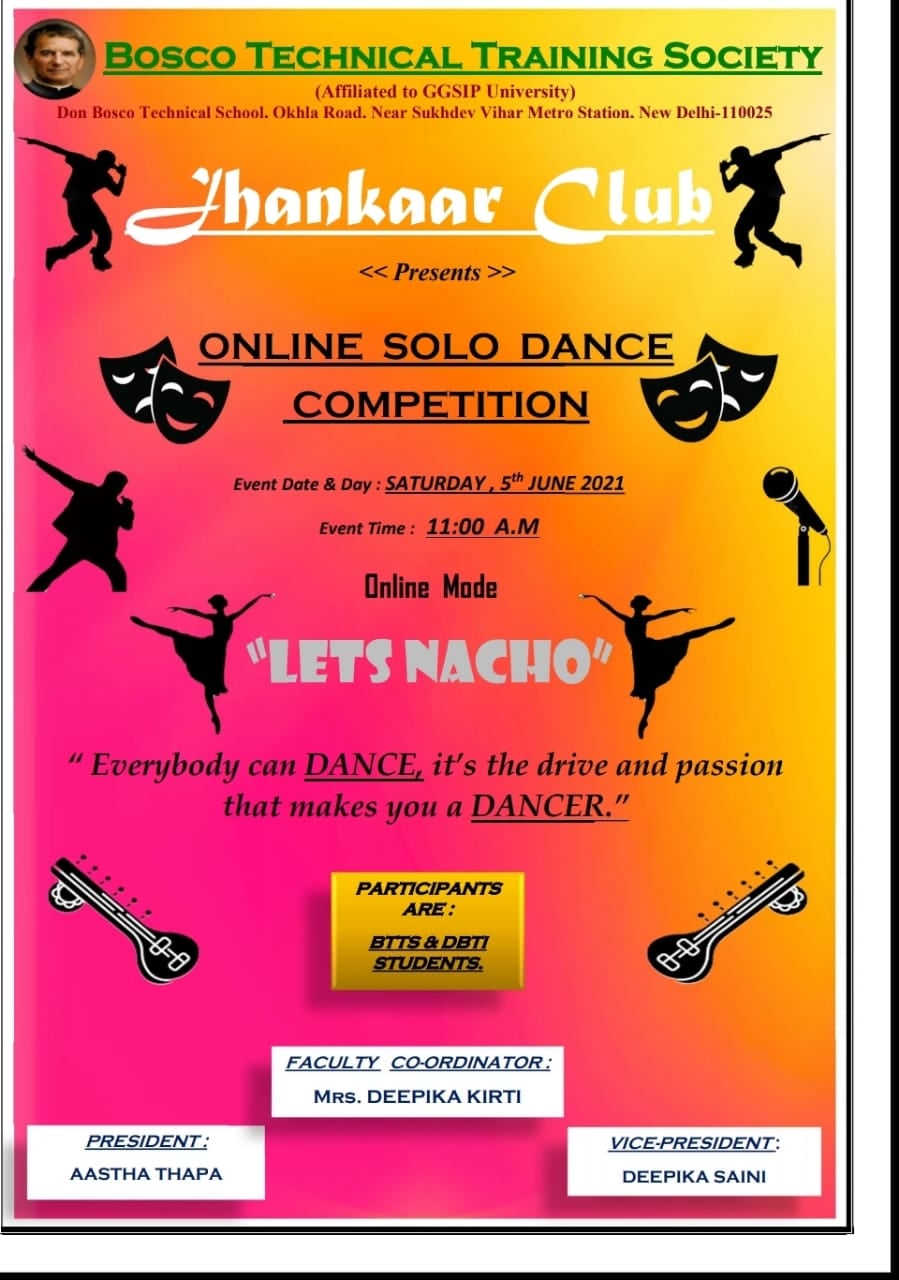 BOSCO TECHNICAL TRAINING SOCIETY
(Affiliated to GGSIP University)
Don Bosco Technical School. Okhla Road. Near Sukhdev Vihar Metro Station. New Delhi-110025
Jhankaar Club
<< Presents >>
ONLINE SOLO DANCE
COMPETITION
Event Date & Day : SATURDAY , 5th JUNE 2021
Event Time : 11:00 A.M
Online Mode
"LETS NACHO"
“ Everybody can DANCE, it’s the drive and passion
that makes you a DANCER.”
PARTICIPANTS
ARE :
BTTS & DBTI
STUDENTS.
FACULTY CO-ORDINATOR :
Mrs. DEEPIKA KIRTI
PRESIDENT :
AASTHA THAPA
VICE-PRESIDENT :
DEEPIKA SAINI